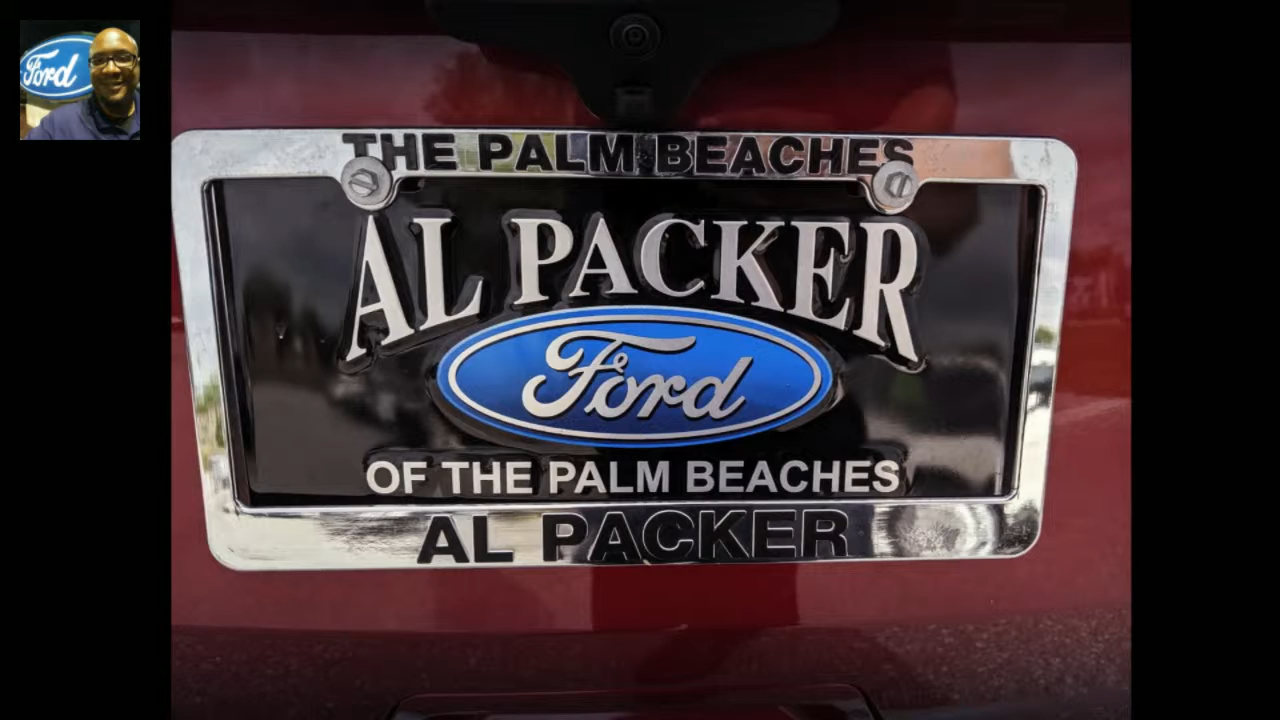 Ford
THE PALM BEACHES
AL PACKER
Ford
OF THE PALM BEACHES
AL PACKER